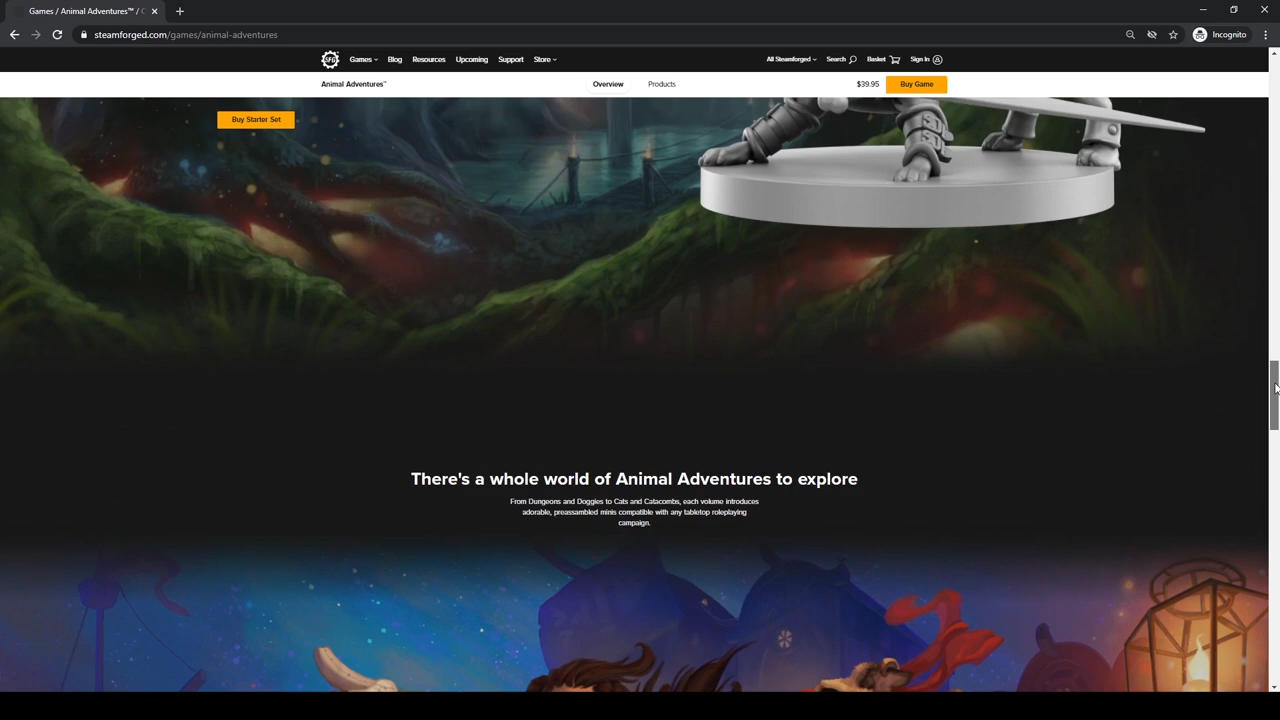 Games / Animal Adventures™ / C
steamforged.com/games/animal-adventures
Incognito
SFG
Games
Blog
Resources
Upcoming
Support
Store
All Steamforged
Search
Basket
Sign In
Animal Adventures™
Overview
Products
$39.95
Buy Game
Buy Starter Set
There's a whole world of Animal Adventures to explore
From Dungeons and Doggies to Cats and Catacombs, each volume introduces
adorable, preassambled minis compatible with any tabletop roleplaying
campaign.